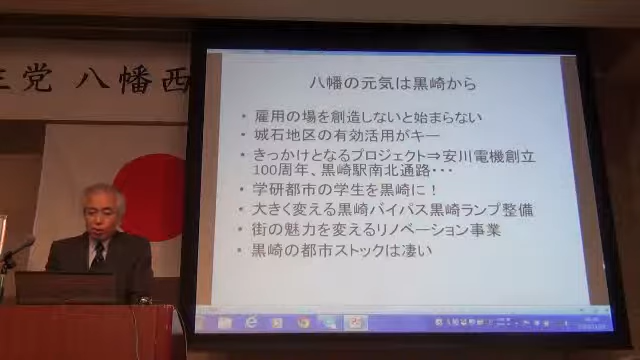 主党 八幡西
八幡の元気は黒崎から
・ 雇用の場を創造しないと始まらない
・ 城石地区の有効活用がキー
・ きっかけとなるプロジェクト⇒安川電機創立
100周年、黒崎駅南北通路・・・
・ 学研都市の学生を黒崎に!
・ 大きく変える黒崎バイパス黒崎ランプ整備
・ 街の魅力を変えるリノベーション事業
・ 黒崎の都市ストックは凄い